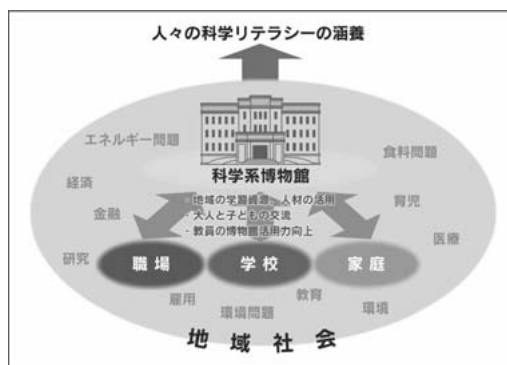 人々の科学リテラシーの涵養
エネルギー問題
食料問題
科学系博物館
経済
- 地域の学習資源、人材の活用
育児
金融
- 大人と子どもの交流
- 教員の博物館活用力向上
医療
研究
職場
学校
家庭
雇用
環境問題
教育
環境
地域社会